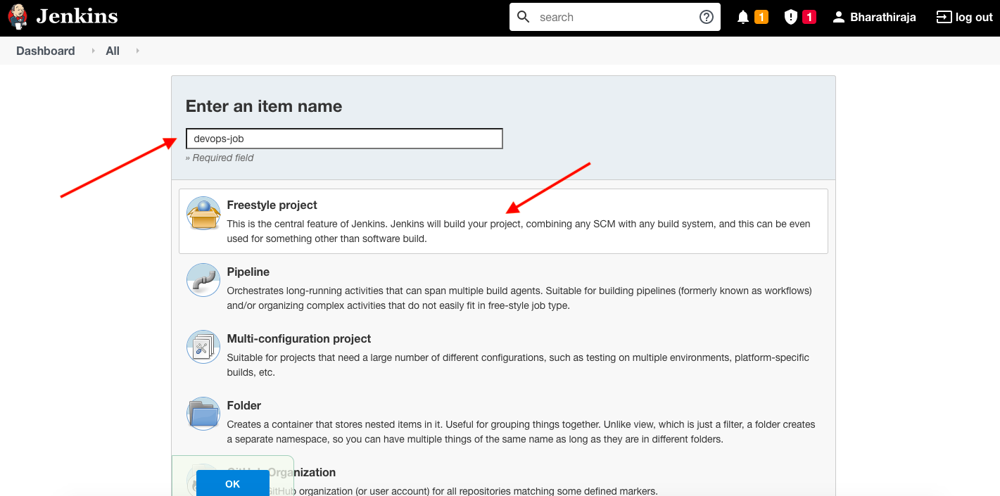 Jenkins
search
1
1
Bharathiraja
log out
Dashboard
All
Enter an item name
devops-job
» Required field
Freestyle project
This is the central feature of Jenkins. Jenkins will build your project, combining any SCM with any build system, and this can be even
used for something other than software build.
Pipeline
Orchestrates long-running activities that can span multiple build agents. Suitable for building pipelines (formerly known as workflows)
and/or organizing complex activities that do not easily fit in free-style job type.
Multi-configuration project
Suitable for projects that need a large number of different configurations, such as testing on multiple environments, platform-specific
builds, etc.
Folder
Creates a container that stores nested items in it. Useful for grouping things together. Unlike view, which is just a filter, a folder creates
a separate namespace, so you can have multiple things of the same name as long as they are in different folders.
GitHub Organization
GitHub organization (or user account) for all repositories matching some defined markers.
OK